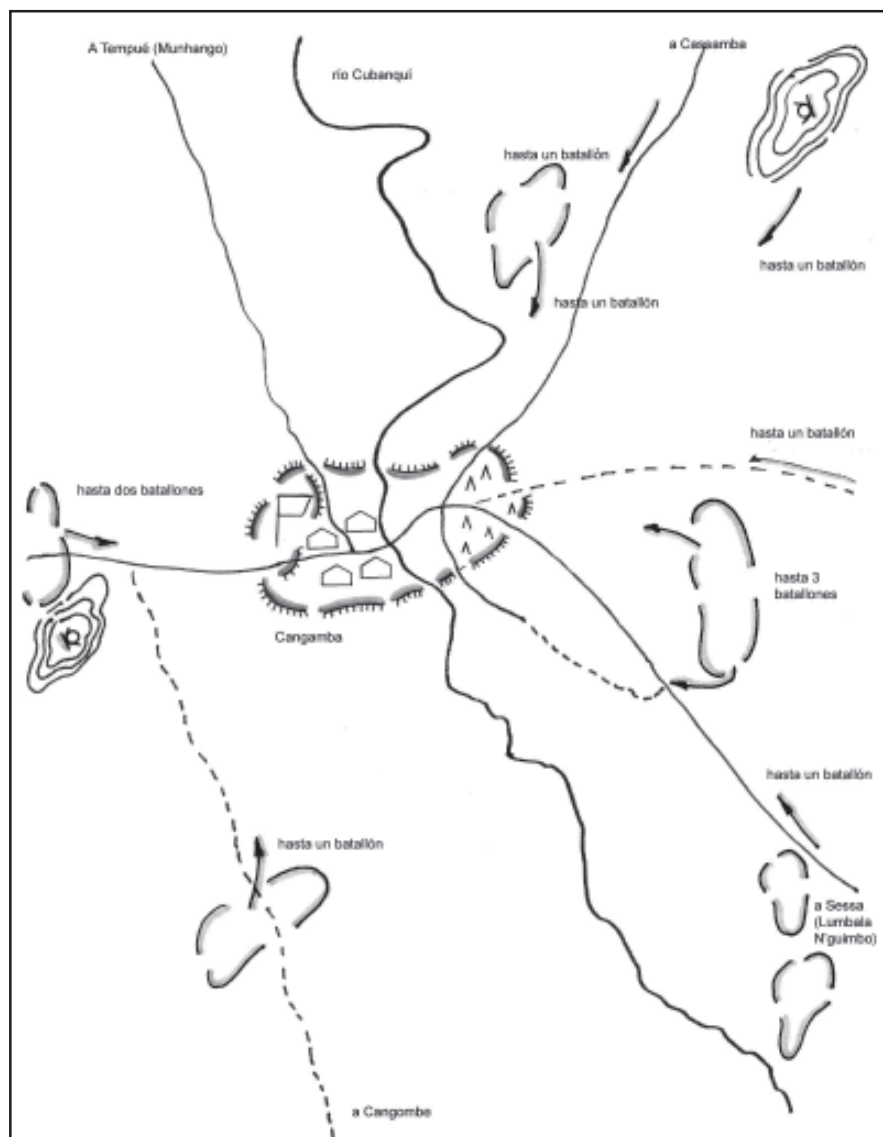 A Tempué (Munhango)
río Cubanquí
a Cassamba
hasta un batallón
hasta un batallón
hasta un batallón
hasta un batallón
hasta dos batallones
hasta 3
batallones
Cangamba
hasta un batallón
hasta un batallón
a Sessa
(Lumbala
N'guimbo)
a Cangombe